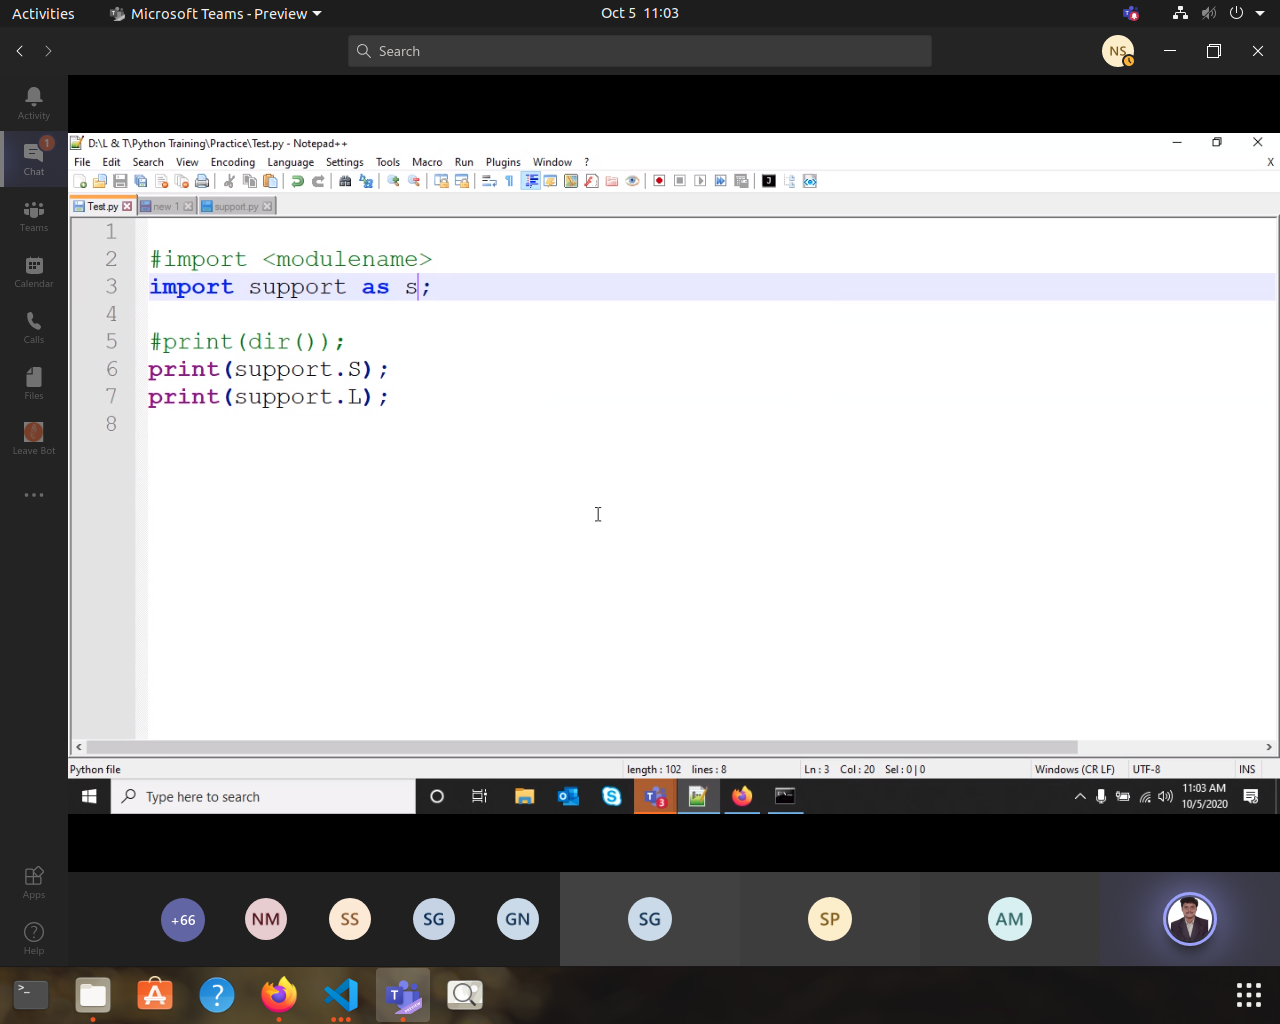 Activities Microsoft Teams - Preview Oct 5 11:03
Search NS
Activity
1
Chat
Teams
Calendar
Calls
Files
Leave Bot
Apps
Help
D:\L & T\Python Training\Practice\Test.py - Notepad++
File Edit Search View Encoding Language Settings Tools Macro Run Plugins Window ? X
Test.py new 1 support.py
1
2 #import <modulename>
3 import support as s;
4
5 #print(dir());
6 print(support.S);
7 print(support.L);
8
Python file length : 102 lines : 8 Ln : 3 Col : 20 Sel : 0 | 0 Windows (CR LF) UTF-8 INS
Type here to search 3 11:03 AM
10/5/2020
+66 NM SS SG GN SG SP AM